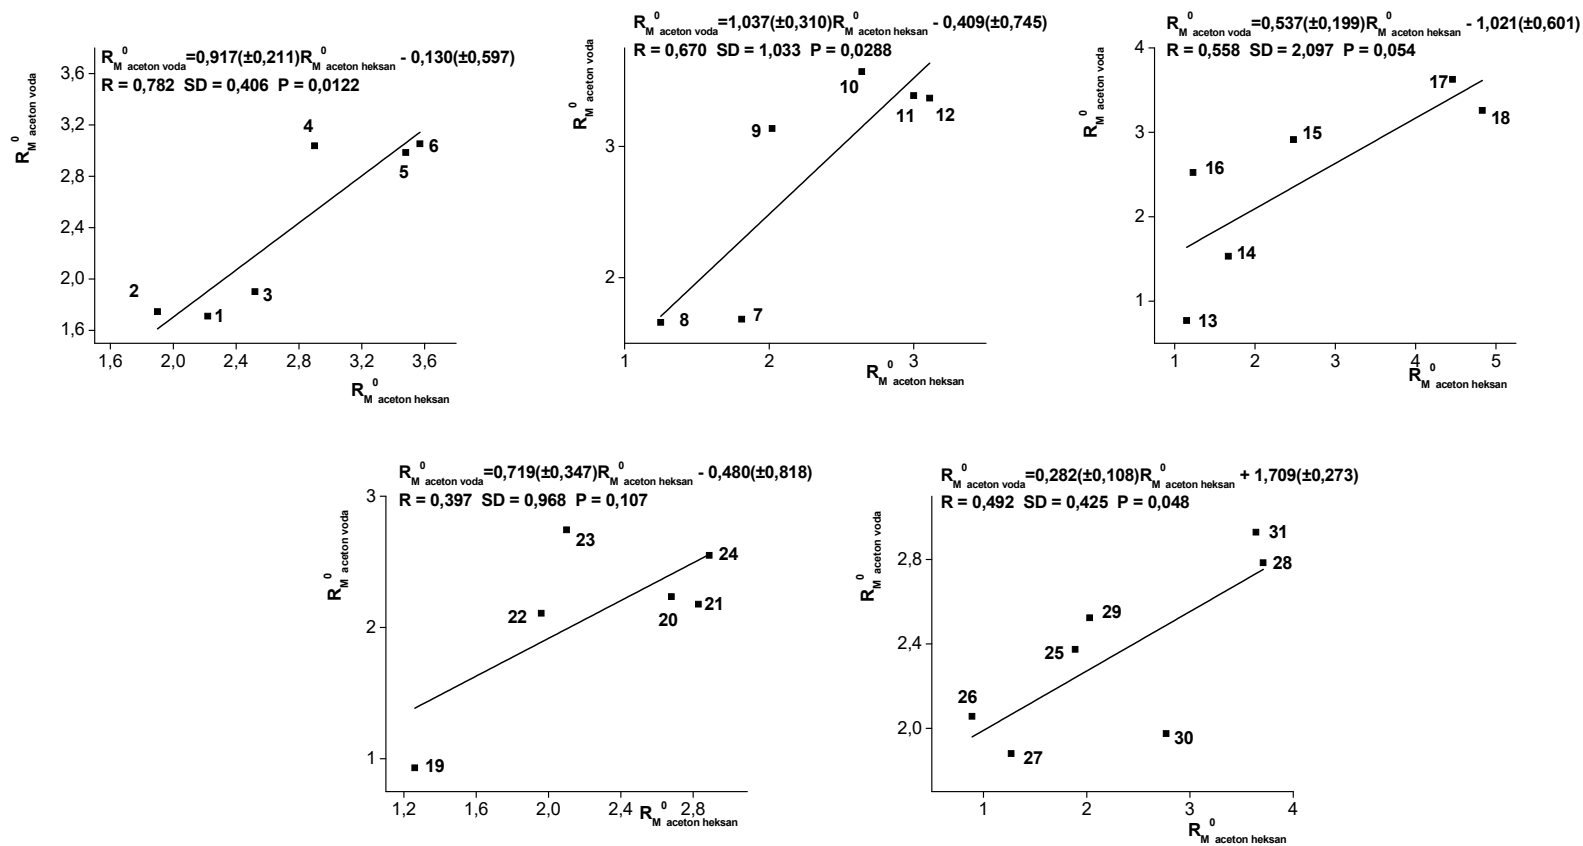 R_M^0 aceton voda=0,917(±0,211)R_M^0 aceton heksan - 0,130(±0,597)
R = 0,782 SD = 0,406 P = 0,0122
R_M^0 aceton voda
3,6
3,2
2,8
2,4
2,0
1,6
4
6
5
2
1
3
1,6 2,0 2,4 2,8 3,2 3,6
R_M^0 aceton heksan
R_M^0 aceton voda=1,037(±0,310)R_M^0 aceton heksan - 0,409(±0,745)
R = 0,670 SD = 1,033 P = 0,0288
R_M^0 aceton voda
3
2
10
11 12
9
8 7
1 2 3
R_M^0 aceton heksan
R_M^0 aceton voda=0,537(±0,199)R_M^0 aceton heksan - 1,021(±0,601)
R = 0,558 SD = 2,097 P = 0,054
R_M^0 aceton voda
4
3
2
1
17
18
15
16
14
13
1 2 3 4 5
R_M^0 aceton heksan
R_M^0 aceton voda=0,719(±0,347)R_M^0 aceton heksan - 0,480(±0,818)
R = 0,397 SD = 0,968 P = 0,107
R_M^0 aceton voda
3
2
1
23
24
22
20
21
19
1,2 1,6 2,0 2,4 2,8
R_M^0 aceton heksan
R_M^0 aceton voda=0,282(±0,108)R_M^0 aceton heksan + 1,709(±0,273)
R = 0,492 SD = 0,425 P = 0,048
R_M^0 aceton voda
2,8
2,4
2,0
31
28
29
25
26
30
27
1 2 3 4
R_M^0 aceton heksan